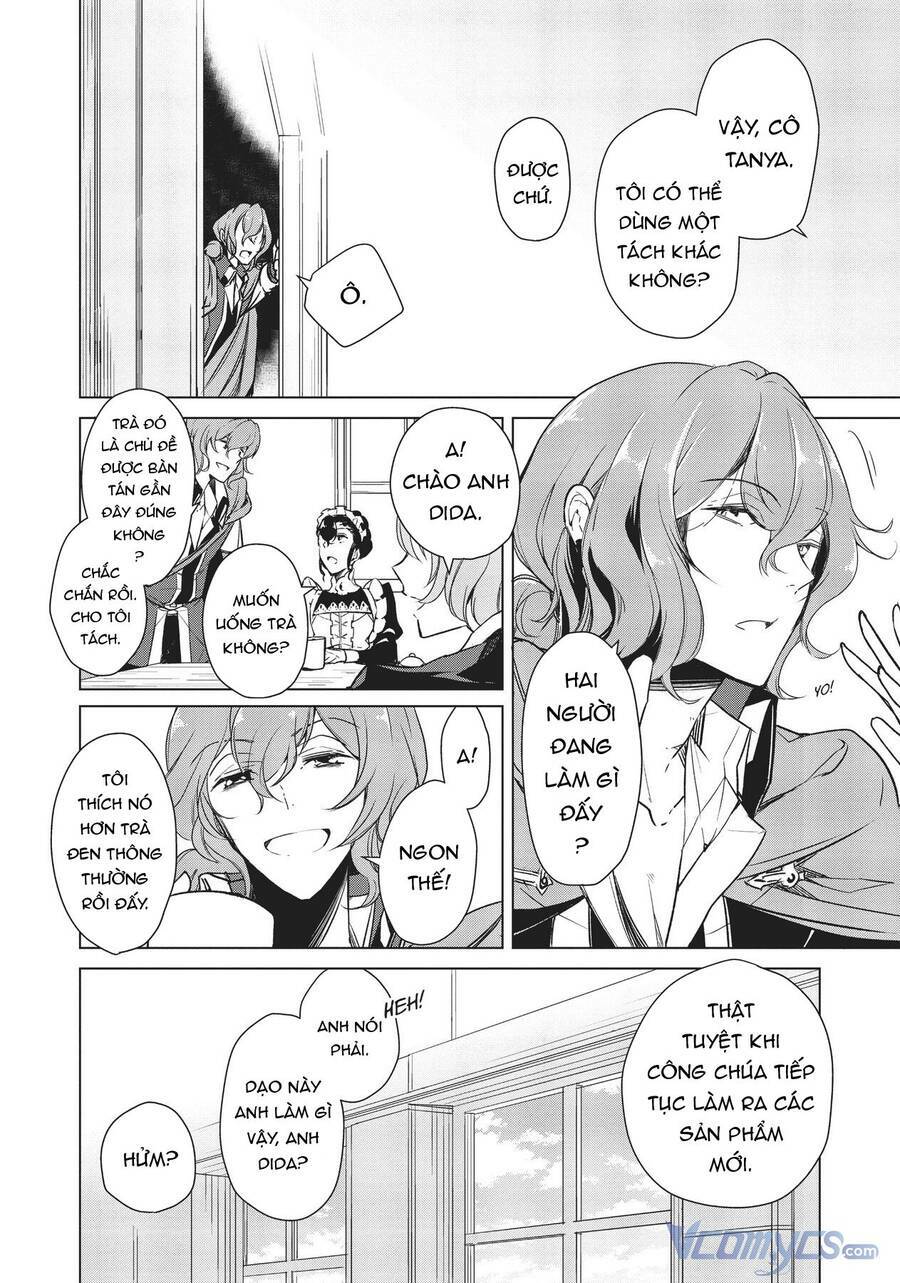 VẬY, CÔ
TANYA.
TÔI CÓ THỂ
DÙNG MỘT
TÁCH KHÁC
KHÔNG?
ĐƯỢC
CHỨ.
Ô.
YO!
HAI
NGƯỜI
ĐANG
LÀM GÌ
ĐẤY
?
A!
CHÀO ANH
DIDA.
MUỐN
UỐNG TRÀ
KHÔNG?
TRÀ ĐÓ
LÀ CHỦ ĐỀ
ĐƯỢC BÀN
TÁN GẦN
ĐÂY ĐÚNG
KHÔNG
?
CHẮC
CHẮN RỒI.
CHO TÔI
TÁCH.
A!
NGON
THẾ!
TÔI
THÍCH NÓ
HƠN TRÀ
ĐEN THÔNG
THƯỜNG
RỒI ĐẤY.
THẬT
TUYỆT KHI
CÔNG CHÚA TIẾP
TỤC LÀM RA CÁC
SẢN PHẨM
MỚI.
HEH!
ANH NÓI
PHẢI.
DẠO NÀY
ANH LÀM GÌ
VẬY, ANH
DIDA?
HỬM?
VCOMYCS.com